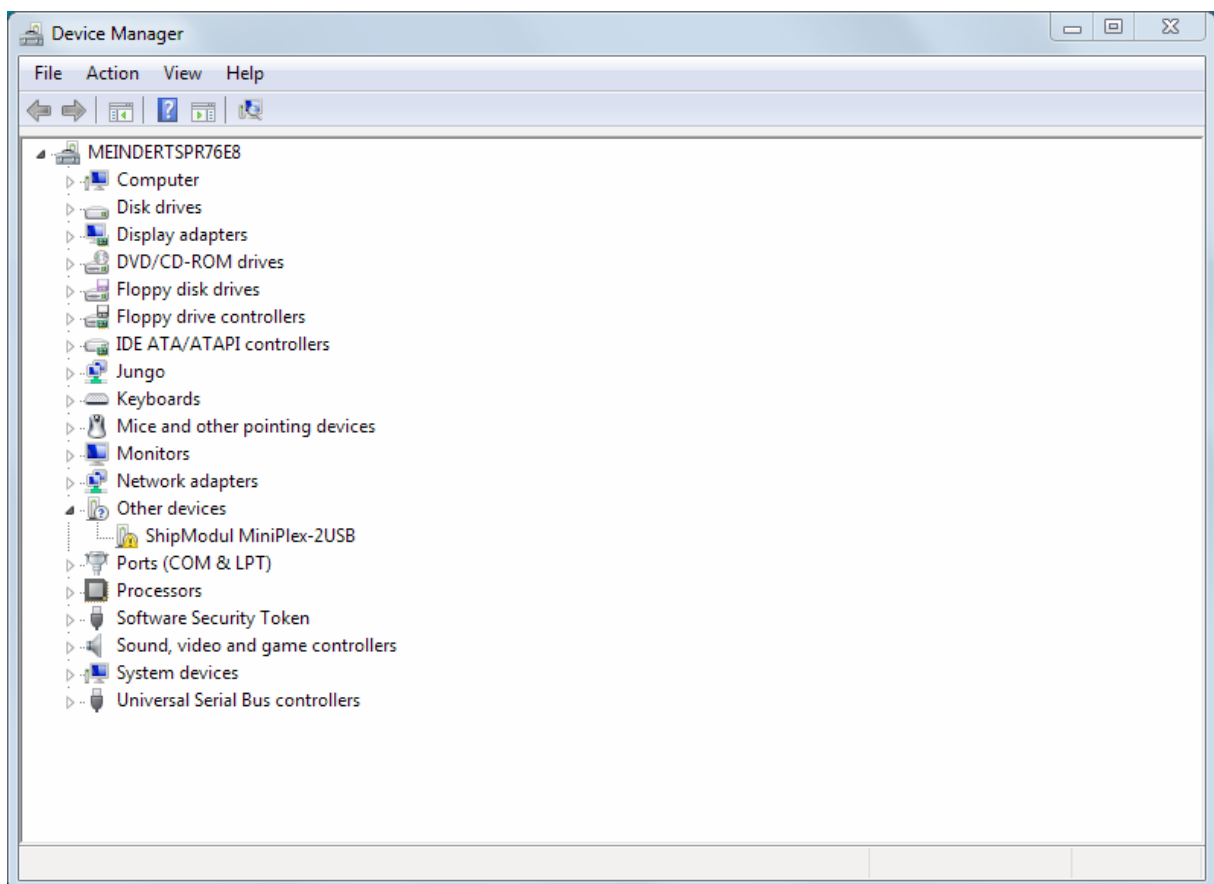 Device Manager
File Action View Help
MEINDERTSPR76E8
Computer
Disk drives
Display adapters
DVD/CD-ROM drives
Floppy disk drives
Floppy drive controllers
IDE ATA/ATAPI controllers
Jungo
Keyboards
Mice and other pointing devices
Monitors
Network adapters
Other devices
ShipModul MiniPlex-2USB
Ports (COM & LPT)
Processors
Software Security Token
Sound, video and game controllers
System devices
Universal Serial Bus controllers